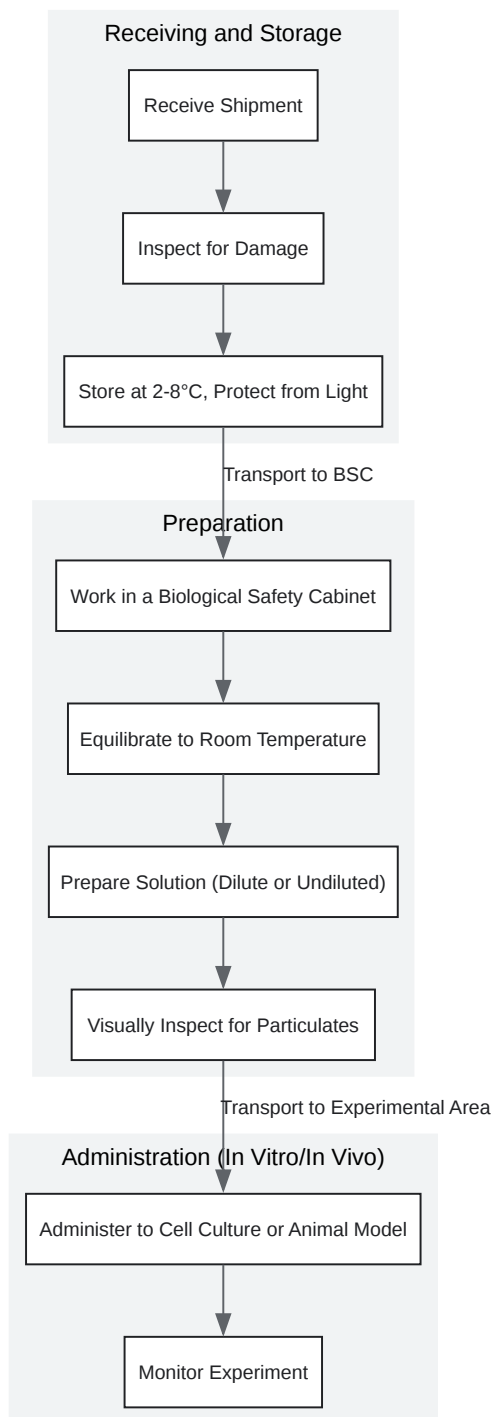 Receiving and Storage
Receive Shipment
Inspect for Damage
Store at 2-8°C, Protect from Light
Transport to BSC
Preparation
Work in a Biological Safety Cabinet
Equilibrate to Room Temperature
Prepare Solution (Dilute or Undiluted)
Visually Inspect for Particulates
Transport to Experimental Area
Administration (In Vitro/In Vivo)
Administer to Cell Culture or Animal Model
Monitor Experiment